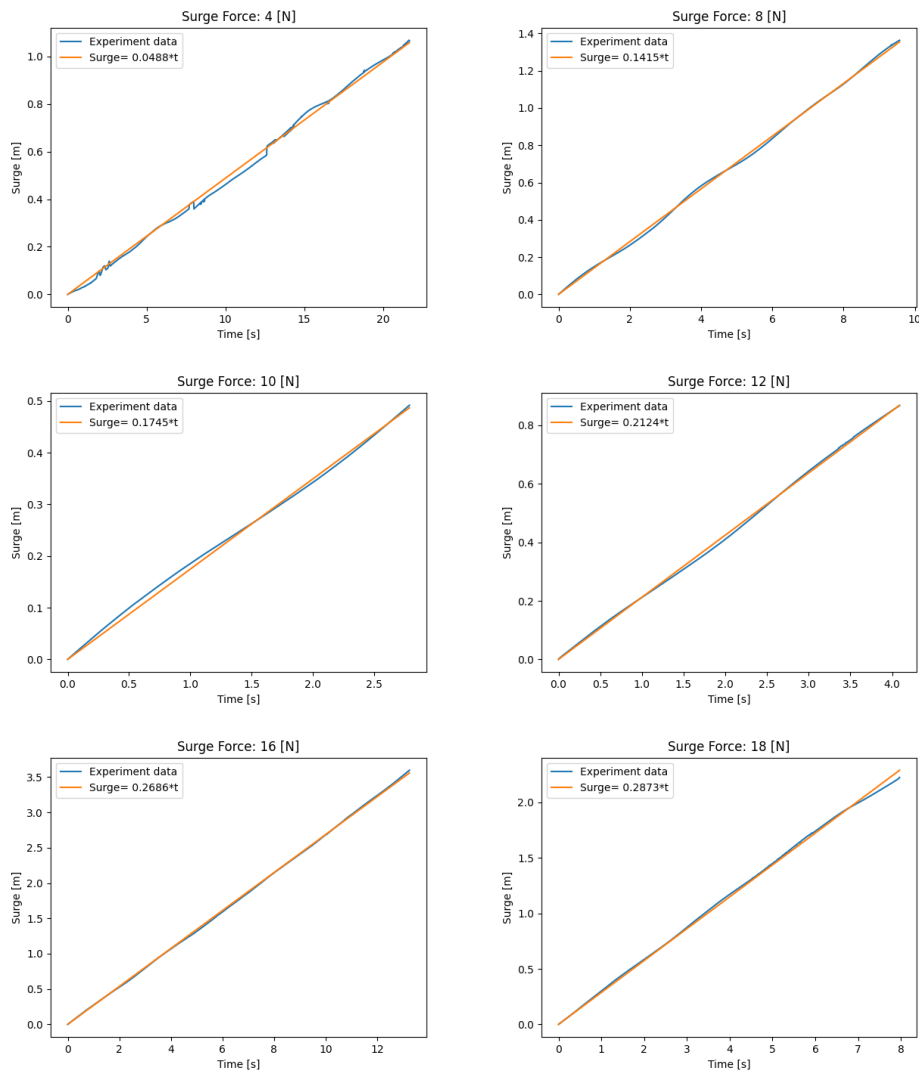 Surge Force: 4 [N]
Experiment data
Surge= 0.0488*t
Surge [m]
1.0
0.8
0.6
0.4
0.2
0.0
0
5
10
15
20
Time [s]
Surge Force: 8 [N]
Experiment data
Surge= 0.1415*t
Surge [m]
1.4
1.2
1.0
0.8
0.6
0.4
0.2
0.0
0
2
4
6
8
10
Time [s]
Surge Force: 10 [N]
Experiment data
Surge= 0.1745*t
Surge [m]
0.5
0.4
0.3
0.2
0.1
0.0
0.0
0.5
1.0
1.5
2.0
2.5
Time [s]
Surge Force: 12 [N]
Experiment data
Surge= 0.2124*t
Surge [m]
0.8
0.6
0.4
0.2
0.0
0.0
0.5
1.0
1.5
2.0
2.5
3.0
3.5
4.0
Time [s]
Surge Force: 16 [N]
Experiment data
Surge= 0.2686*t
Surge [m]
3.5
3.0
2.5
2.0
1.5
1.0
0.5
0.0
0
2
4
6
8
10
12
Time [s]
Surge Force: 18 [N]
Experiment data
Surge= 0.2873*t
Surge [m]
2.0
1.5
1.0
0.5
0.0
0
1
2
3
4
5
6
7
8
Time [s]